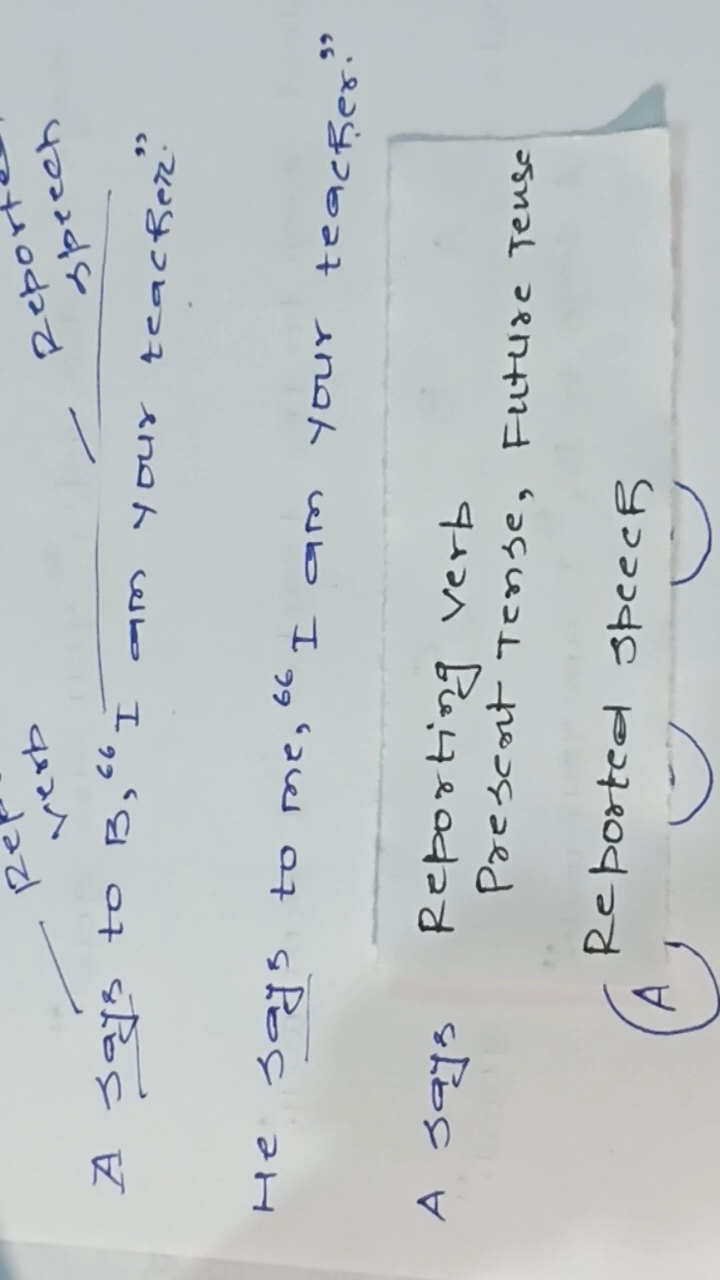 verb
Reported
speech
A says to B, “I am your teacher.”
He says to me, “I am your teacher.”
A says
Reporting verb
Present Tense, Future Tense
Reported speech
A